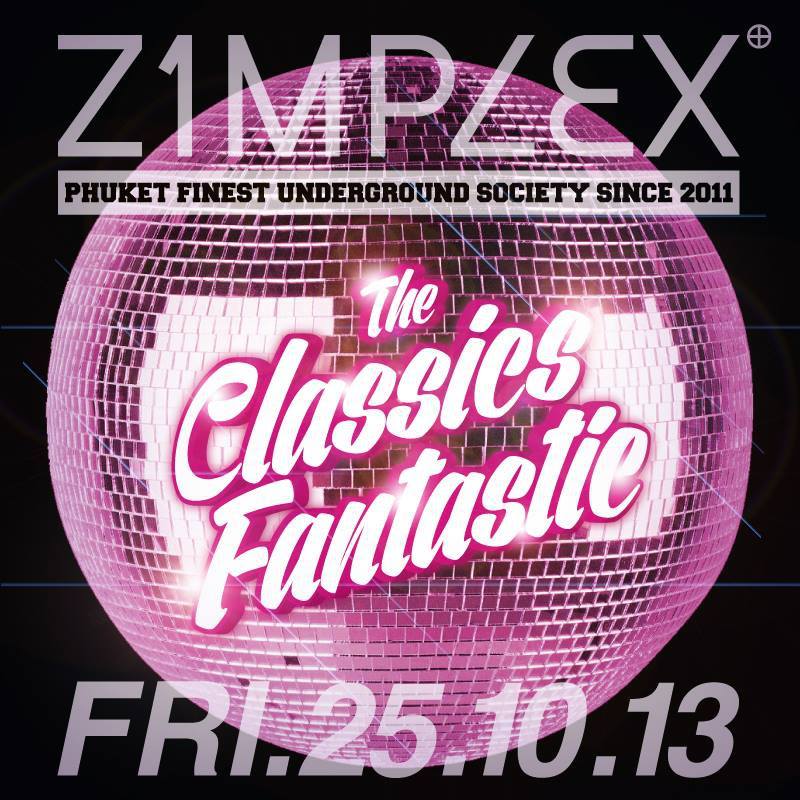 Z1MPLEX
PHUKET FINEST UNDERGROUND SOCIETY SINCE 2011
The
Classics
Fantastic
FRI.25.10.13